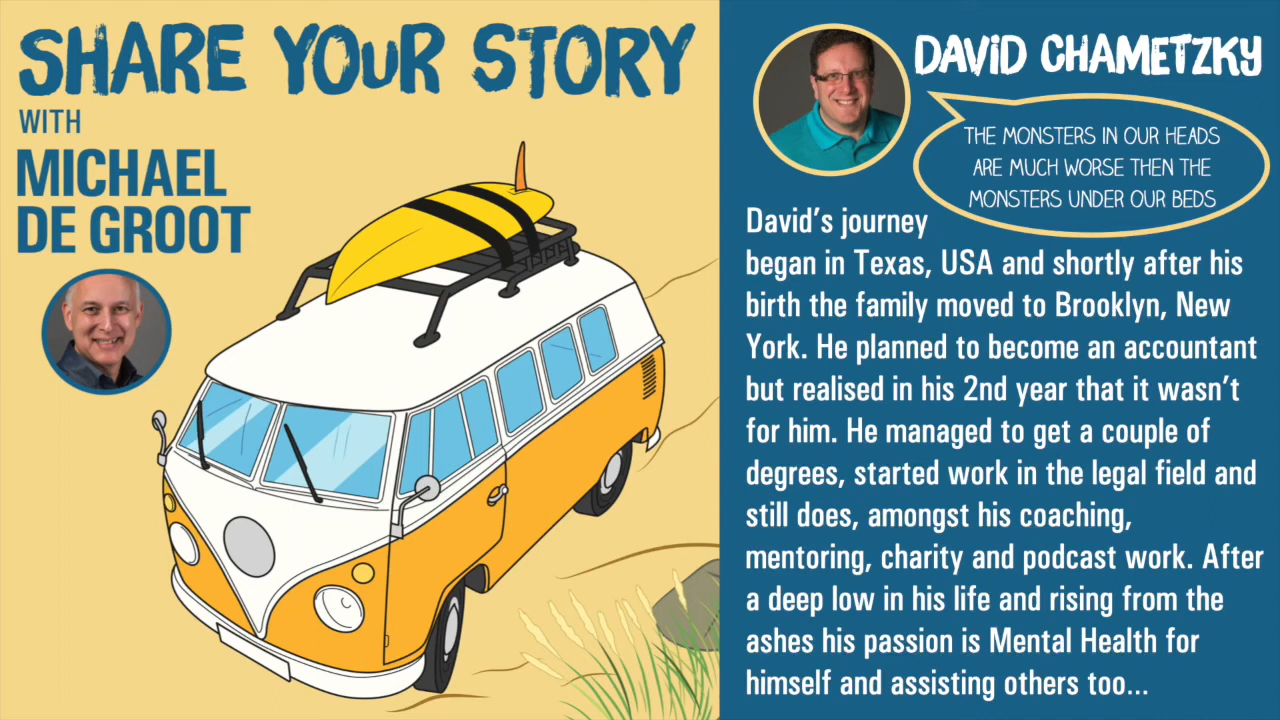 SHARE YOUR STORY
WITH
MICHAEL
DE GROOT
DAVID CHAMETZKY
THE MONSTERS IN OUR HEADS
ARE MUCH WORSE THEN THE
MONSTERS UNDER OUR BEDS
David's journey
began in Texas, USA and shortly after his
birth the family moved to Brooklyn, New
York. He planned to become an accountant
but realised in his 2nd year that it wasn't
for him. He managed to get a couple of
degrees, started work in the legal field and
still does, amongst his coaching,
mentoring, charity and podcast work. After
a deep low in his life and rising from the
ashes his passion is Mental Health for
himself and assisting others too...